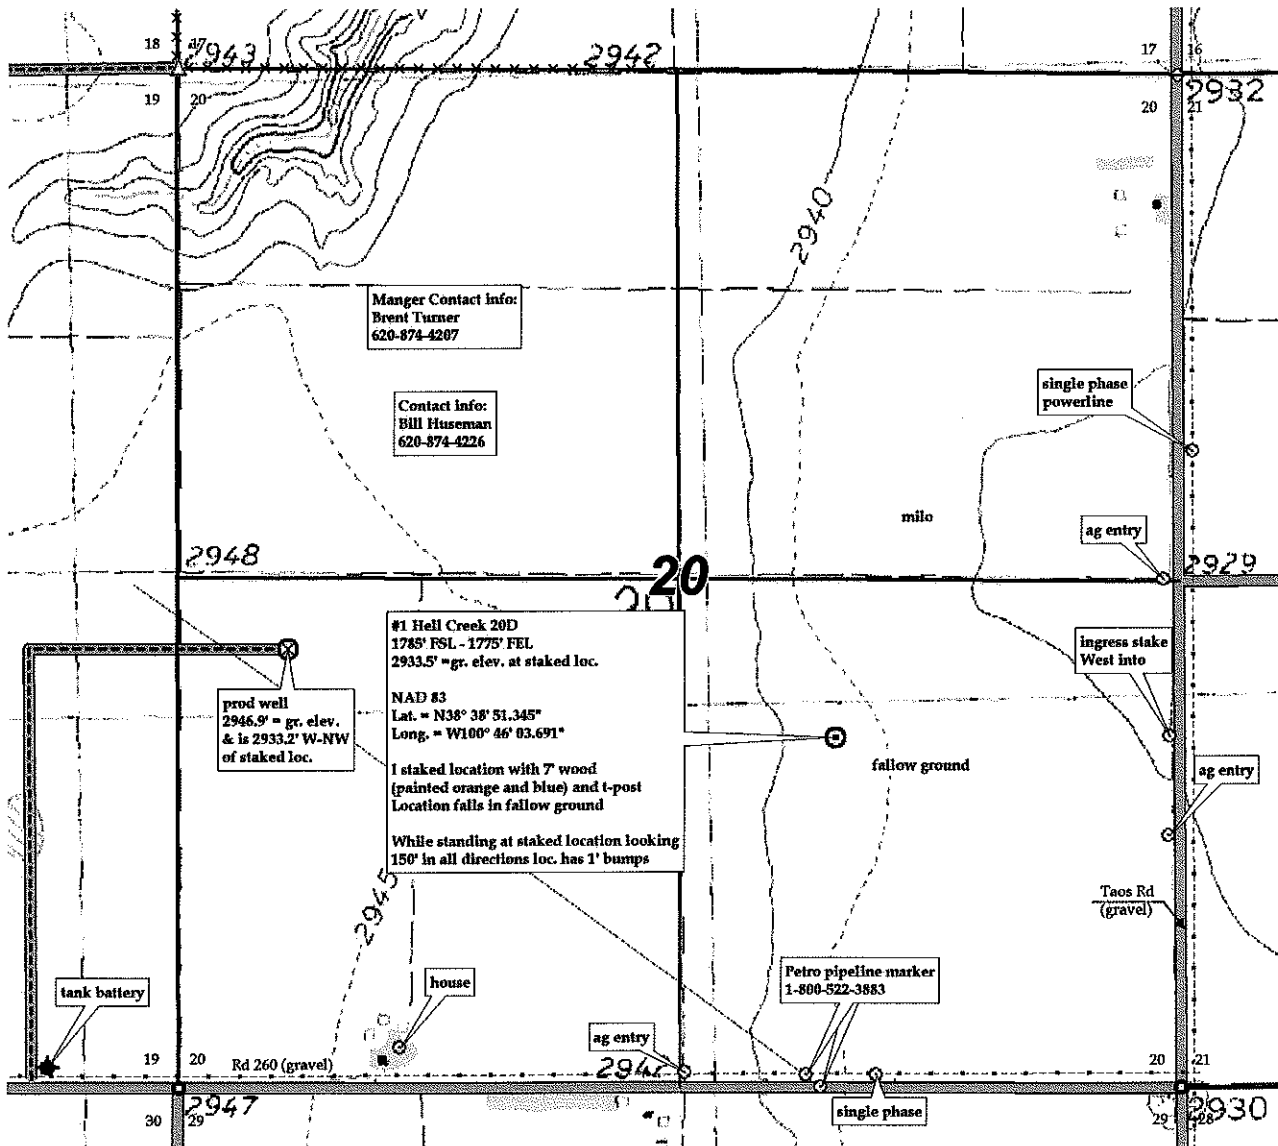 18 17
2943
2942
17 16
2932
19 20
20 21
2940
Manger Contact info:
Brent Turner
620-874-4207
single phase
powerline
Contact info:
Bill Huseman
620-874-4226
milo
ag entry
2948
20
2929
#1 Hell Creek 20D
1785' FSL - 1775' FEL
2933.5' = gr. elev. at staked loc.
NAD 83
Lat. = N38° 38' 51.345"
Long. = W100° 46' 03.691"
I staked location with 7' wood
(painted orange and blue) and t-post
Location falls in fallow ground
While standing at staked location looking
150' in all directions loc. has 1' bumps
ingress stake
West into
prod well
2946.9' = gr. elev.
& is 2933.2' W-NW
of staked loc.
fallow ground
ag entry
2945
Taos Rd
(gravel)
tank battery
house
Petro pipeline marker
1-800-522-3883
ag entry
19 20
Rd 260 (gravel)
20 21
2947
single phase
2930
30 29
29 28